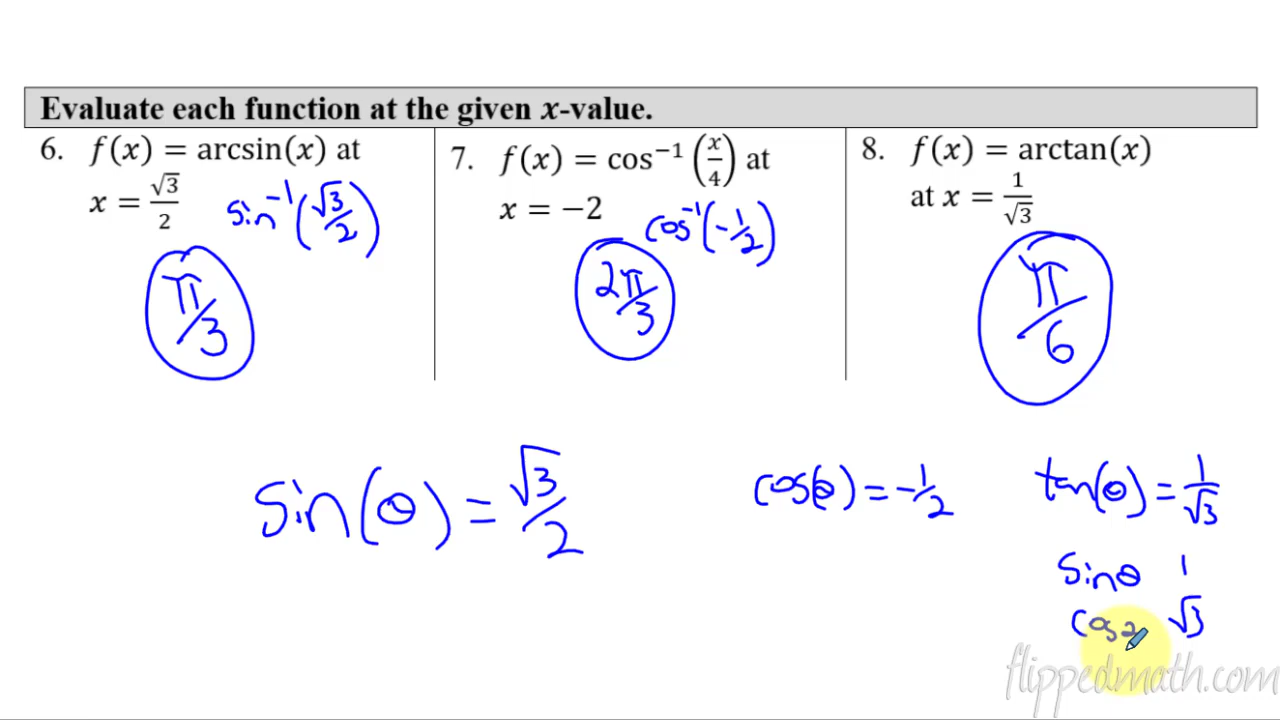 Evaluate each function at the given x-value.
6. f(x) = arcsin(x) at
x = √3/2
sin⁻¹(√3/2)
π/3
7. f(x) = cos⁻¹(x/4) at
x = −2
cos⁻¹(-1/2)
2π/3
8. f(x) = arctan(x)
at x = 1/√3
π/6
sin(θ) = √3/2
cos(θ) = -1/2
tan(θ) = 1/√3
sinθ 1
cos √3
flippedmath.com